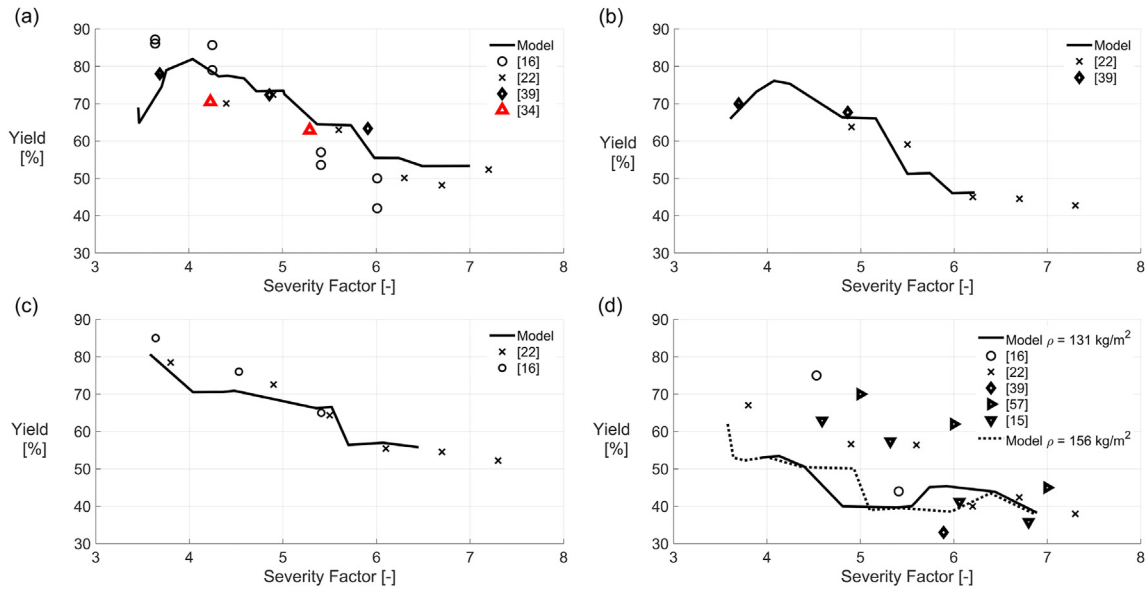 (a)
90
80
70
60
50
40
30
Yield
[%]
3 4 5 6 7 8
Severity Factor [-]
Model
[16]
[22]
[39]
[34]
(b)
90
80
70
60
50
40
30
Yield
[%]
3 4 5 6 7 8
Severity Factor [-]
Model
[22]
[39]
(c)
90
80
70
60
50
40
30
Yield
[%]
3 4 5 6 7 8
Severity Factor [-]
Model
[22]
[16]
(d)
90
80
70
60
50
40
30
Yield
[%]
3 4 5 6 7 8
Severity Factor [-]
Model ρ = 131 kg/m²
[16]
[22]
[39]
[57]
[15]
Model ρ = 156 kg/m²